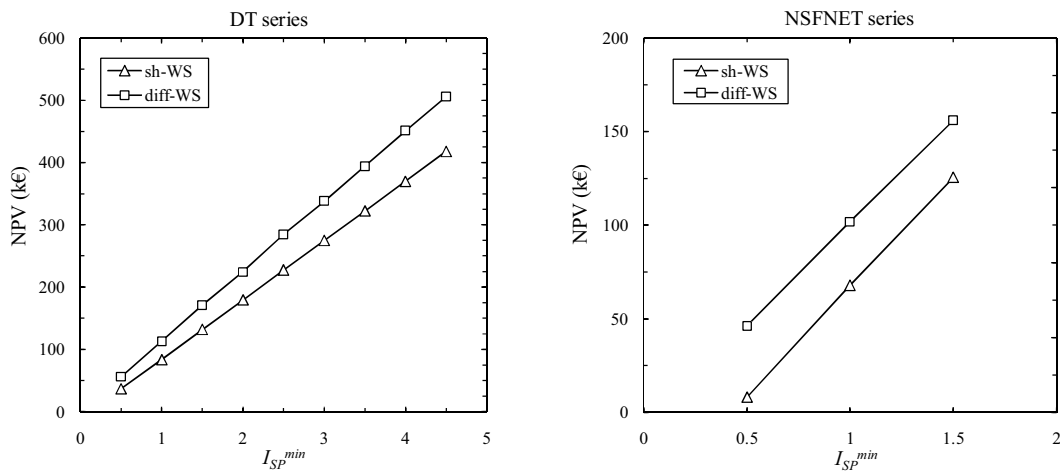 DT series
600
500
400
300
200
100
0
NPV (k€)
sh-WS
diff-WS
0 1 2 3 4 5
I_SP^min
NSFNET series
200
150
100
50
0
NPV (k€)
sh-WS
diff-WS
0 0.5 1 1.5 2
I_SP^min